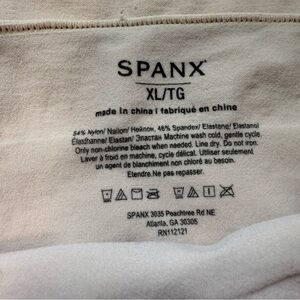 SPANX®
XL/TG
made in china / fabriqué en chine
54% Nylon/ Nailon/ Нейлон, 46% Spandex/ Elastane/ Elastano/
Elasthanne/ Elastan/ Эластан Machine wash cold, gentle cycle.
Only non-chlorine bleach when needed. Line dry. Do not iron.
Laver à froid en machine, cycle délicat. Utiliser seulement
un agent de blanchiment non chloré au besoin.
Etendre.Ne pas repasser.
SPANX 3035 Peachtree Rd NE
Atlanta, GA 30305
RN112121